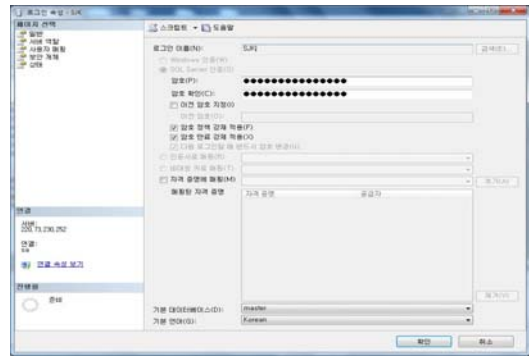 로그인 속성 - SJK
페이지 선택
일반
서버 역할
사용자 매핑
보안 개체
상태
스크립트
도움말
로그인 이름(N):
SJK
검색(E)...
Windows 인증(W)
SQL Server 인증(S)
암호(P):
●●●●●●●●●●●●●●●
암호 확인(C):
●●●●●●●●●●●●●●●
이전 암호 지정(I)
이전 암호(O):
암호 정책 강제 적용(F)
암호 만료 강제 적용(X)
다음 로그인할 때 반드시 암호 변경(U)
인증서로 매핑(R)
비대칭 키로 매핑(T)
자격 증명에 매핑(M)
추가(A)
매핑된 자격 증명
자격 증명
공급자
제거(V)
기본 데이터베이스(D):
master
기본 언어(G):
Korean
연결
서버:
220.73.230.252
연결:
sa
연결 속성 보기
진행률
준비
확인
취소